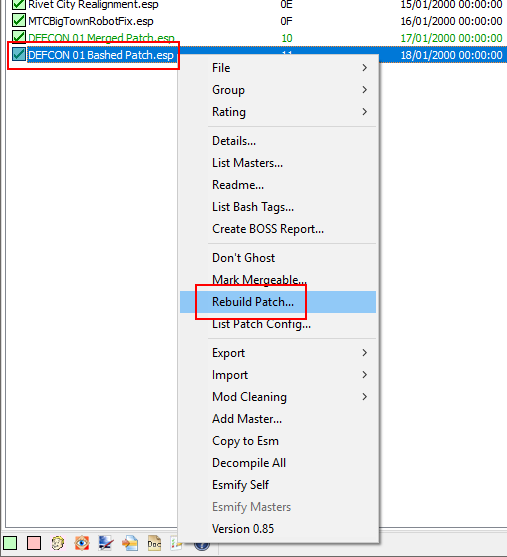 Rivet City Realignment.esp 0E 15/01/2000 00:00:00
MTCBigTownRobotFix.esp 0F 16/01/2000 00:00:00
DEFCON 01 Merged Patch.esp 10 17/01/2000 00:00:00
DEFCON 01 Bashed Patch.esp 11 18/01/2000 00:00:00
File
Group
Rating
Details...
List Masters...
Readme...
List Bash Tags...
Create BOSS Report...
Don't Ghost
Mark Mergeable...
Rebuild Patch...
List Patch Config...
Export
Import
Mod Cleaning
Add Master...
Copy to Esm
Decompile All
Esmify Self
Esmify Masters
Version 0.85
Doc